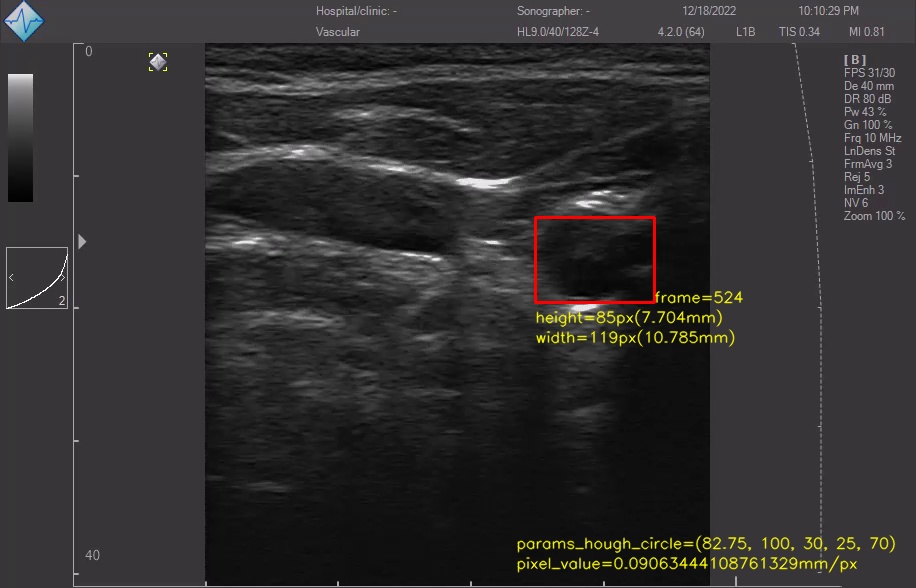 Hospital/clinic: - Sonographer: - 12/18/2022 10:10:29 PM
Vascular HL9.0/40/128Z-4 4.2.0 (64) L1B TIS 0.34 MI 0.81
0
[ B ]
FPS 31/30
De 40 mm
DR 80 dB
Pw 43 %
Gn 100 %
Frq 10 MHz
LnDens St
FrmAvg 3
Rej 5
ImEnh 3
NV 6
Zoom 100 %
2
frame=524
height=85px(7.704mm)
width=119px(10.785mm)
40
params_hough_circle=(82.75, 100, 30, 25, 70)
pixel_value=0.09063444108761329mm/px